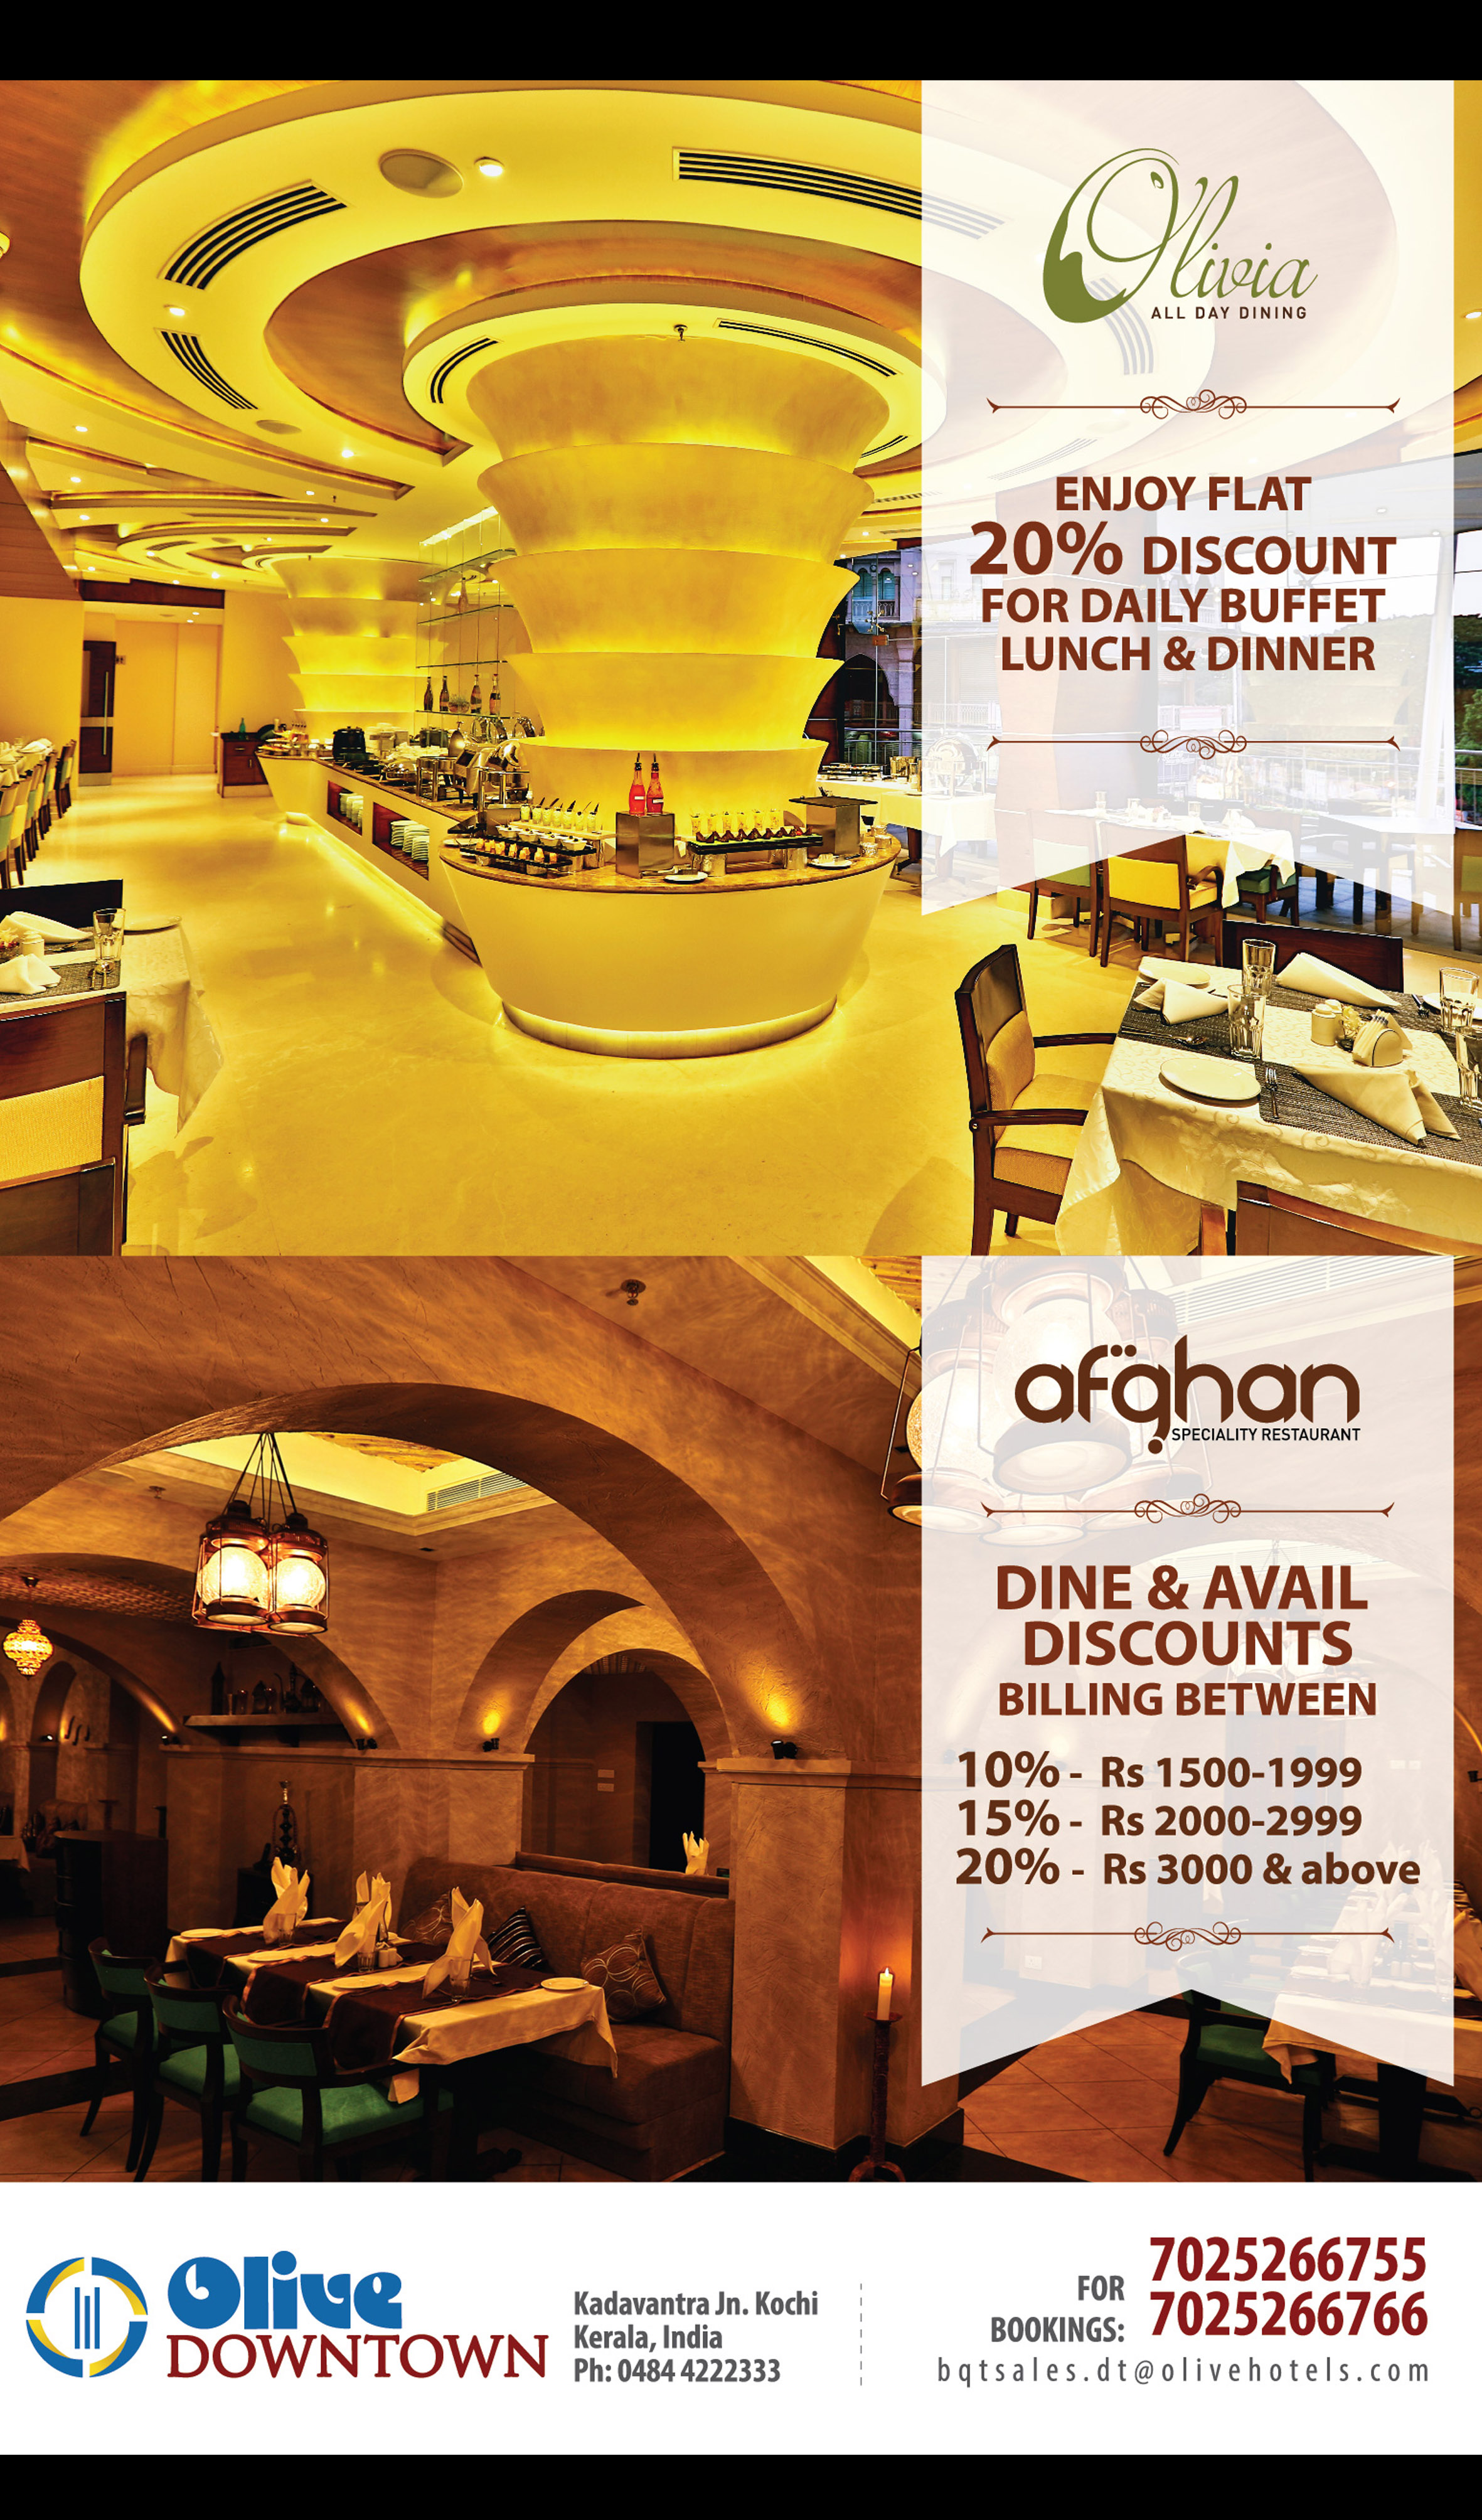 Olivia
ALL DAY DINING
ENJOY FLAT
20% DISCOUNT
FOR DAILY BUFFET
LUNCH & DINNER
afghan
SPECIALITY RESTAURANT
DINE & AVAIL
DISCOUNTS
BILLING BETWEEN
10% - Rs 1500-1999
15% - Rs 2000-2999
20% - Rs 3000 & above
Olive
DOWNTOWN
Kadavantra Jn. Kochi
Kerala, India
Ph: 0484 4222333
FOR
BOOKINGS:
7025266755
7025266766
bqtsales.dt@olivehotels.com